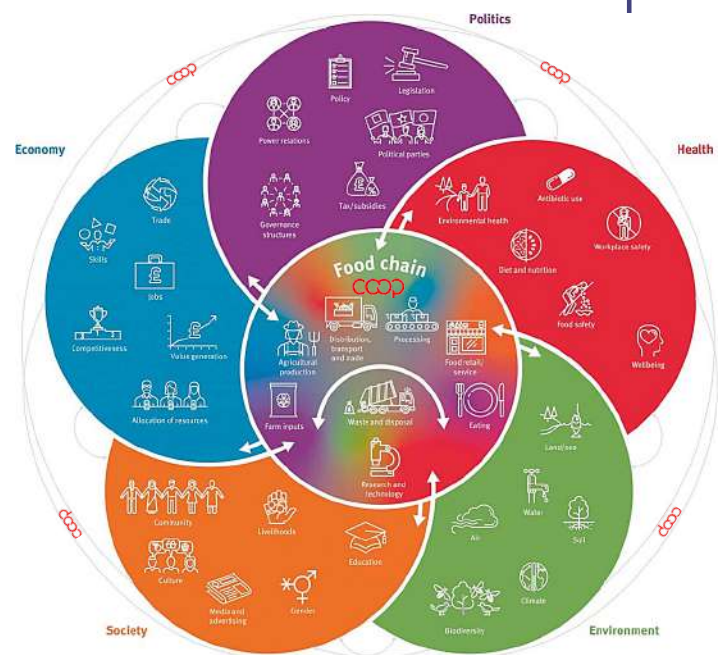 Politics
coop
coop
Policy
Legislation
Power relations
Political parties
Tax/subsidies
Governance
structures
Economy
Trade
Skills
Jobs
Competitiveness
Value generation
Allocation of resources
Health
Environmental health
Antibiotic use
Workplace safety
Diet and nutrition
Food safety
Wellbeing
Food chain
coop
Agricultural
production
Distribution,
transport
and trade
Processing
Food retail/
service
Farm inputs
Waste and disposal
Eating
Research and
technology
coop
Community
Livelihoods
Education
Culture
Media and
advertising
Gender
Society
coop
Land/sea
Water
Soil
Air
Climate
Biodiversity
Environment